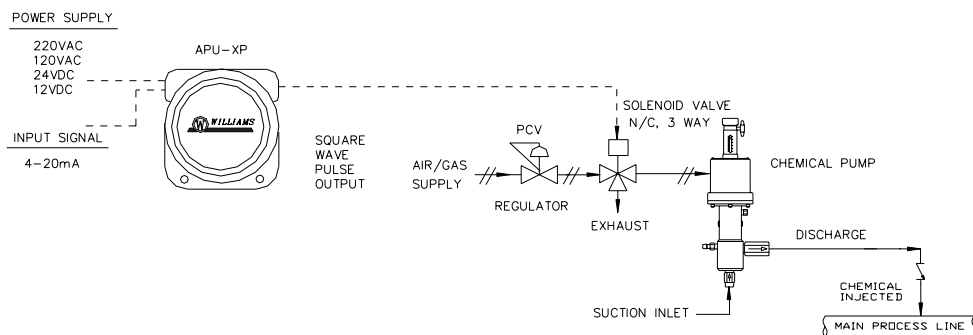 POWER SUPPLY
220VAC
120VAC
24VDC
12VDC
INPUT SIGNAL
4-20mA
APU-XP
W WILLIAMS
SQUARE
WAVE
PULSE
OUTPUT
AIR/GAS
SUPPLY
PCV
REGULATOR
SOLENOID VALVE
N/C, 3 WAY
EXHAUST
CHEMICAL PUMP
DISCHARGE
SUCTION INLET
CHEMICAL
INJECTED
MAIN PROCESS LINE